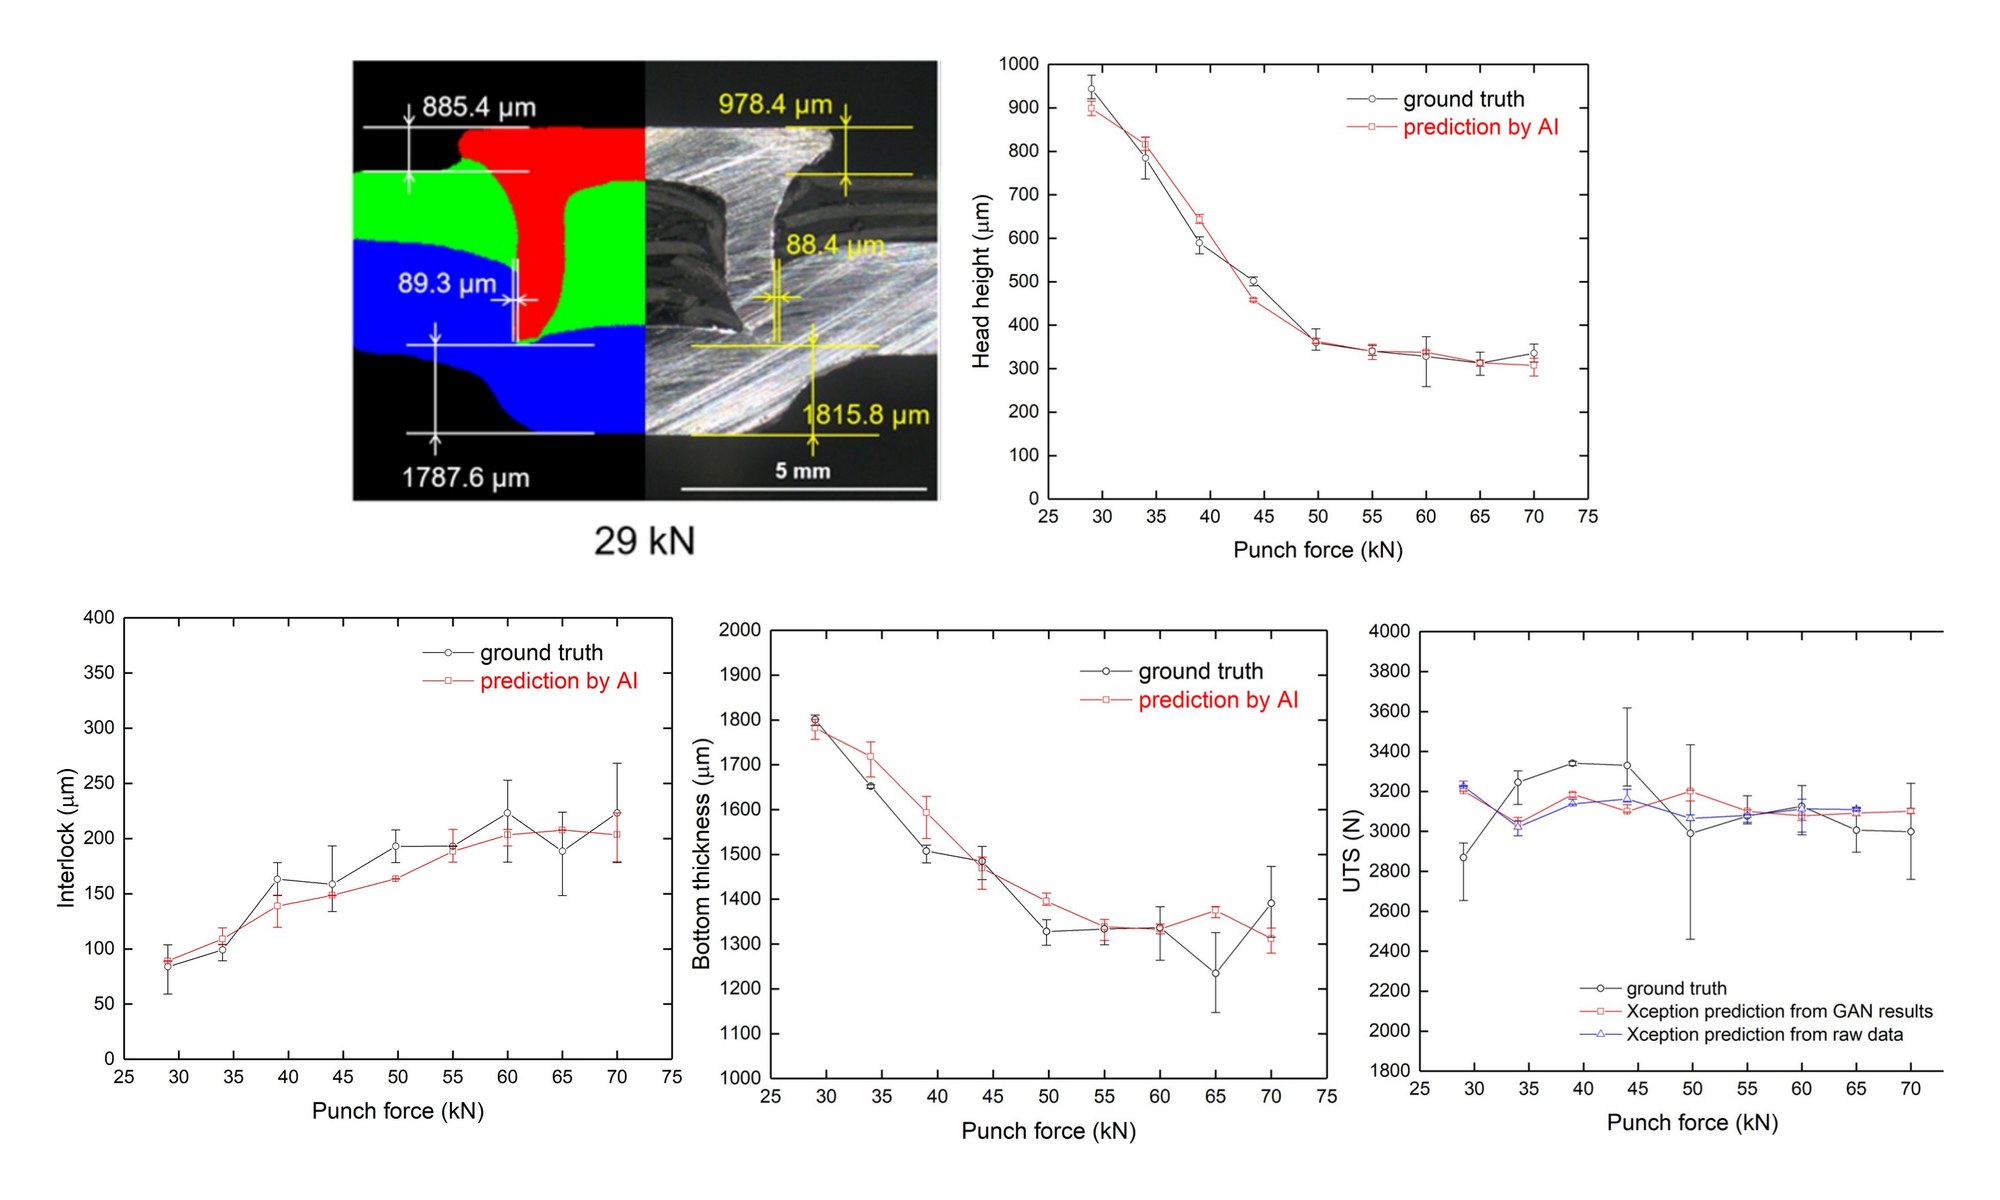 885.4 µm
978.4 µm
89.3 µm
88.4 µm
1787.6 µm
1815.8 µm
5 mm
29 kN
1000
900
800
700
600
500
400
300
200
100
0
Head height (µm)
ground truth
prediction by AI
25 30 35 40 45 50 55 60 65 70 75
Punch force (kN)
400
350
300
250
200
150
100
50
0
Interlock (µm)
ground truth
prediction by AI
25 30 35 40 45 50 55 60 65 70 75
Punch force (kN)
2000
1900
1800
1700
1600
1500
1400
1300
1200
1100
1000
Bottom thickness (µm)
ground truth
prediction by AI
25 30 35 40 45 50 55 60 65 70 75
Punch force (kN)
4000
3800
3600
3400
3200
3000
2800
2600
2400
2200
2000
1800
UTS (N)
ground truth
Xception prediction from GAN results
Xception prediction from raw data
25 30 35 40 45 50 55 60 65 70
Punch force (kN)